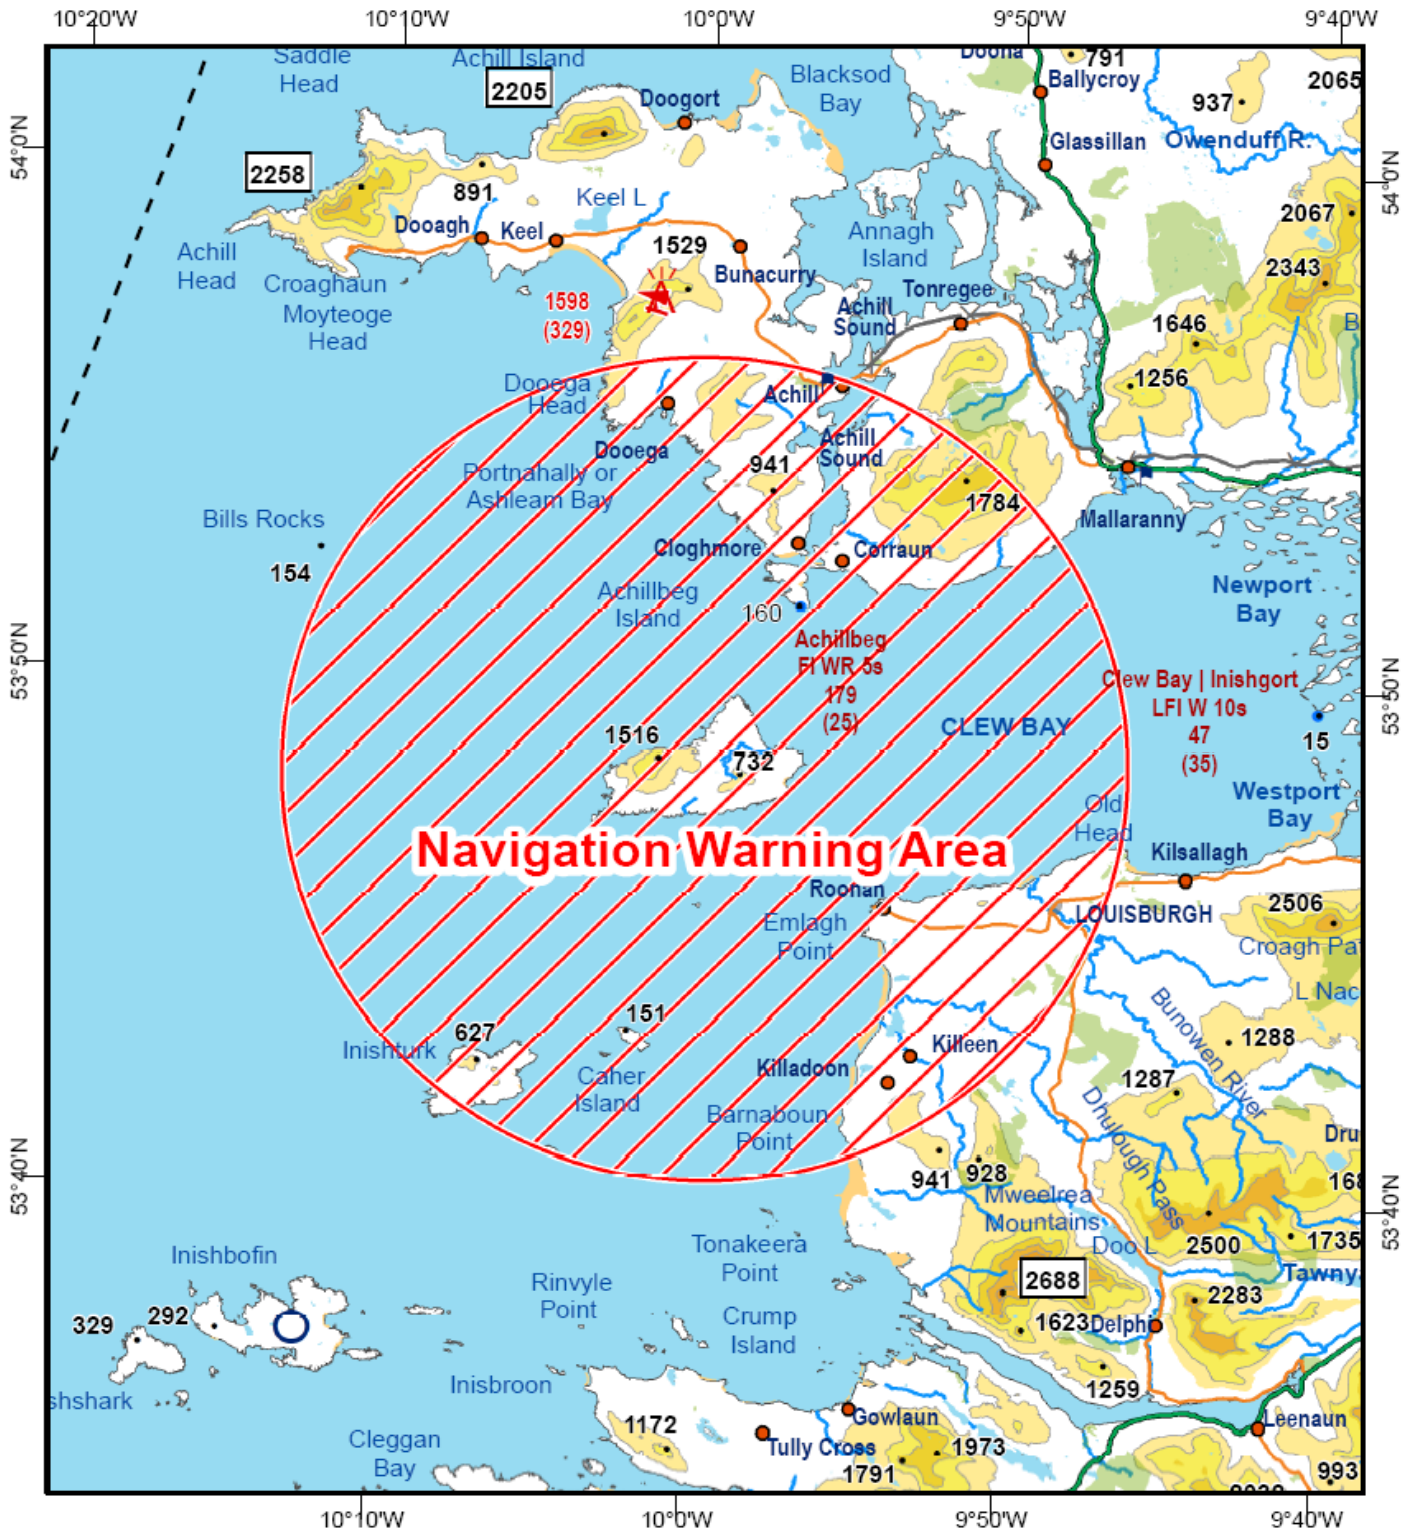 10°20'W
10°10'W
10°0'W
9°50'W
9°40'W
Saddle
Head
Achill Island
2205
Doogort
Blacksod
Bay
Doona
791
Ballycroy
2065
937
Glassillan
Owenduff R.
54°0'N
54°0'N
2258
891
Keel L
Dooagh
Keel
1529
Bunacurry
Annagh
Island
2067
2343
Achill
Head
Croaghaun
Moyteoge
Head
1598
(329)
Achill
Sound
Tonregee
1646
B
1256
Dooega
Head
Achill
Dooega
Achill
Sound
941
Portnahally or
Ashleam Bay
1784
Mallaranny
Bills Rocks
154
Cloghmore
Corraun
Achillbeg
Island
160
Newport
Bay
Achillbeg
Fl WR 5s
179
(25)
53°50'N
53°50'N
Clew Bay | Inishgort
LFl W 10s
47
(35)
15
CLEW BAY
1516
732
Westport
Bay
Old
Head
Navigation Warning Area
Kilsallagh
Roonah
LOUISBURGH
2506
Emlagh
Point
Croagh Pa
L Nac
151
627
Inishturk
Killeen
Killadoon
Caher
Island
Barnaboun
Point
Bunowen River
1288
1287
Dhulough Pass
Dru
168
53°40'N
53°40'N
941
928
Mweelrea
Mountains
Doo L
2500
1735
Tawny
Inishbofin
Tonakeera
Point
Rinvyle
Point
Crump
Island
2688
2283
1623
Delphi
329
292
1259
shshark
Inisbroon
Gowlaun
Leenaun
1172
Tully Cross
1973
1791
Cleggan
Bay
993
10°10'W
10°0'W
9°50'W
9°40'W